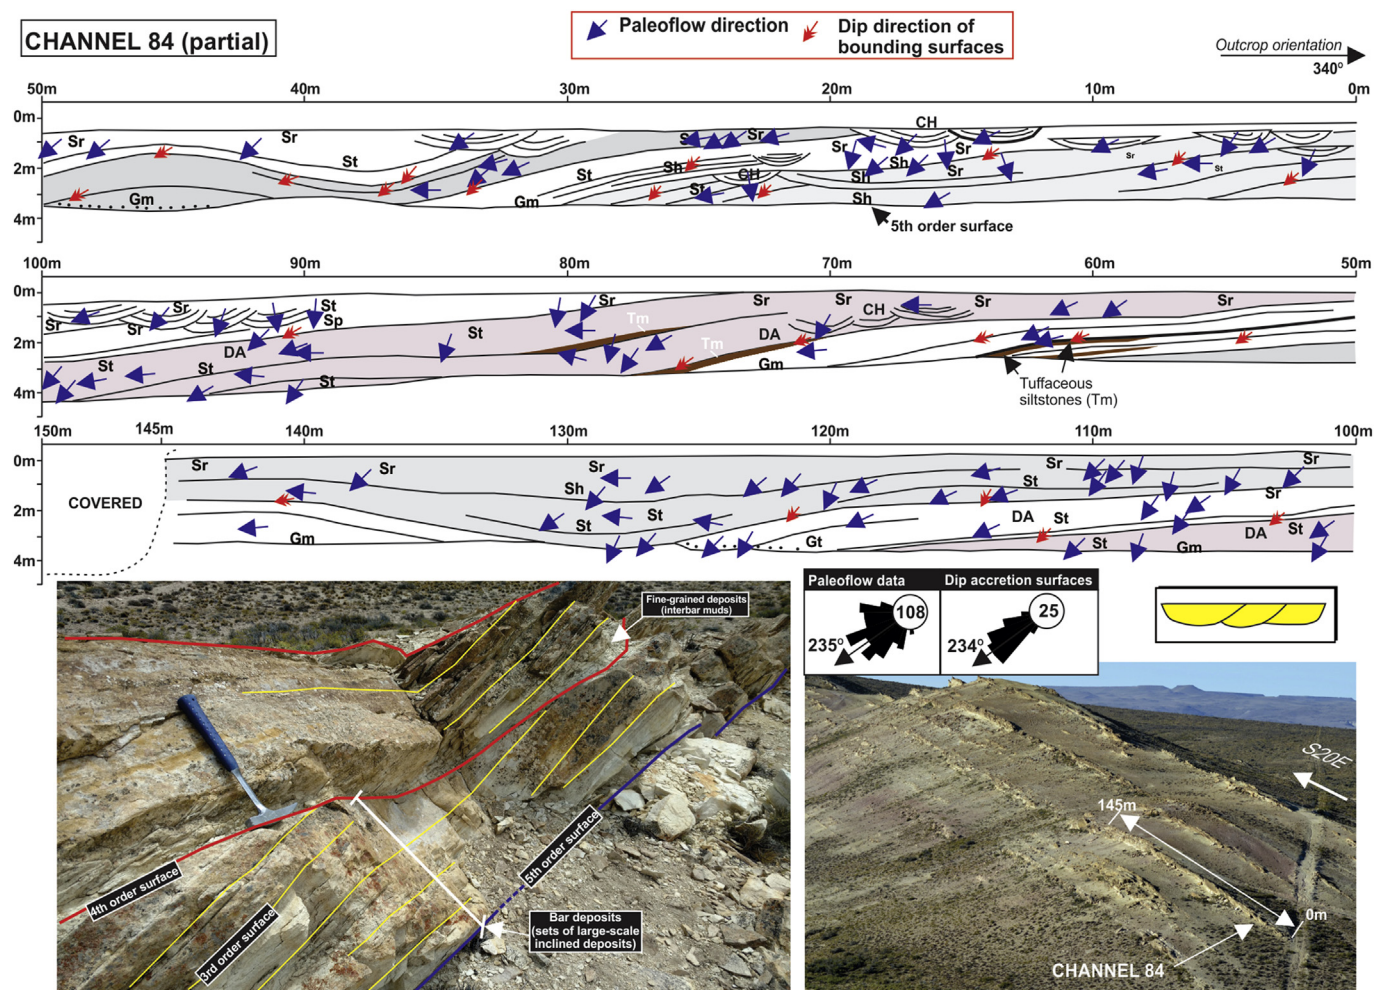 CHANNEL 84 (partial)
Paleoflow direction
Dip direction of
bounding surfaces
Outcrop orientation
340º
50m 40m 30m 20m 10m 0m
0m
2m
4m
Sr Sr St Gm St Sh CH St Gm Sr Sr CH Sr Sh Sh Sr Sr Sh Sr St
5th order surface
100m 90m 80m 70m 60m 50m
0m
2m
4m
Sr Sr Sr St Sp DA St St St Sr Tm Tm Sr DA Gm Sr CH Sr Sr
Tuffaceous
siltstones (Tm)
150m 145m 140m 130m 120m 110m 100m
0m
2m
4m
COVERED
Sr Sr Gm Sr Sh St St Gt Sr St DA St St Gm Sr Sr DA St
Fine-grained deposits
(interbar muds)
4th order surface
3rd order surface
5th order surface
Bar deposits
(sets of large-scale
inclined deposits)
Paleoflow data
Dip accretion surfaces
108
235º
25
234º
S20E
145m
0m
CHANNEL 84